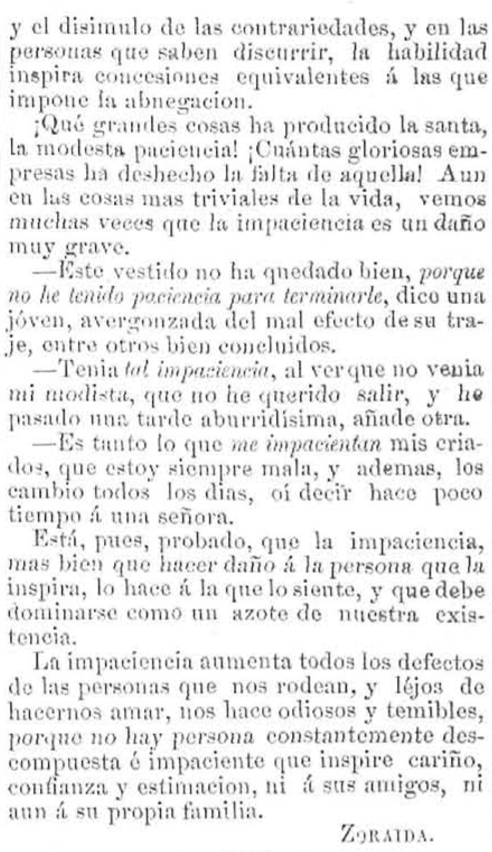 y el disimulo de las contrariedades, y en las
personas que saben discurrir, la habilidad
inspira concesiones equivalentes á las que
impone la abnegacion.
¡Qué grandes cosas ha producido la santa,
la modesta paciencia! ¡Cuántas gloriosas em-
presas ha deshecho la falta de aquella! Aun
en las cosas mas triviales de la vida, vemos
muchas veces que la impaciencia es un daño
muy grave.
—Este vestido no ha quedado bien, porque
no he tenido paciencia para terminarle, dice una
jóven, avergonzada del mal efecto de su tra-
je, entre otros bien concluidos.
—Tenia tal impaciencia, al ver que no venia
mi modista, que no he querido salir, y he
pasado una tarde aburridísima, añade otra.
—Es tanto lo que me impacientan mis cria-
dos, que estoy siempre mala, y ademas, los
cambio todos los dias, oí decir hace poco
tiempo á una señora.
Está, pues, probado, que la impaciencia,
mas bien que hacer daño á la persona que la
inspira, lo hace á la que lo siente, y que debe
dominarse como un azote de nuestra exis-
tencia.
La impaciencia aumenta todos los defectos
de las personas que nos rodean, y léjos de
hacernos amar, nos hace odiosos y temibles,
porque no hay persona constantemente des-
compuesta é impaciente que inspire cariño,
confianza y estimacion, ni á sus amigos, ni
aun á su propia familia.
ZORAIDA.